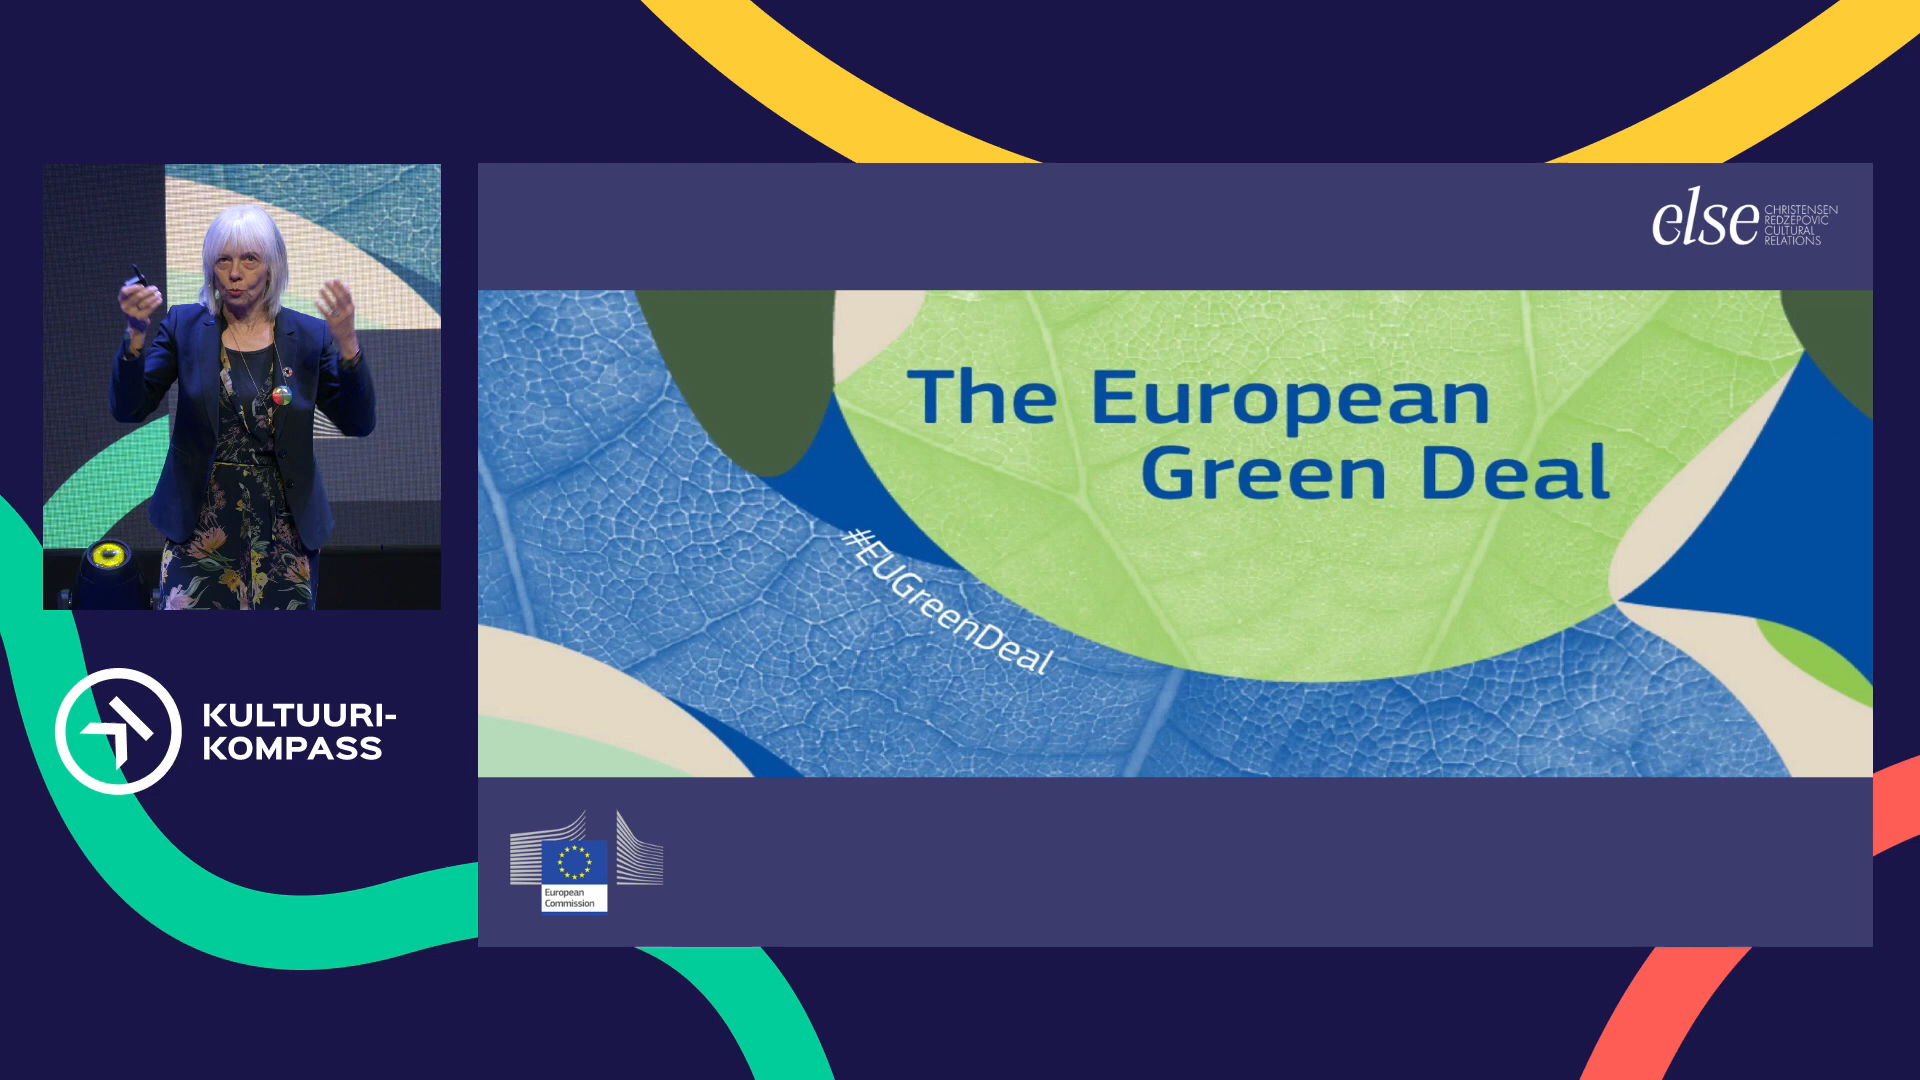 else
CHRISTENSEN
REDZEPOVIC
CULTURAL
RELATIONS
The European
Green Deal
#EUGreenDeal
KULTUURI-
KOMPASS
European
Commission